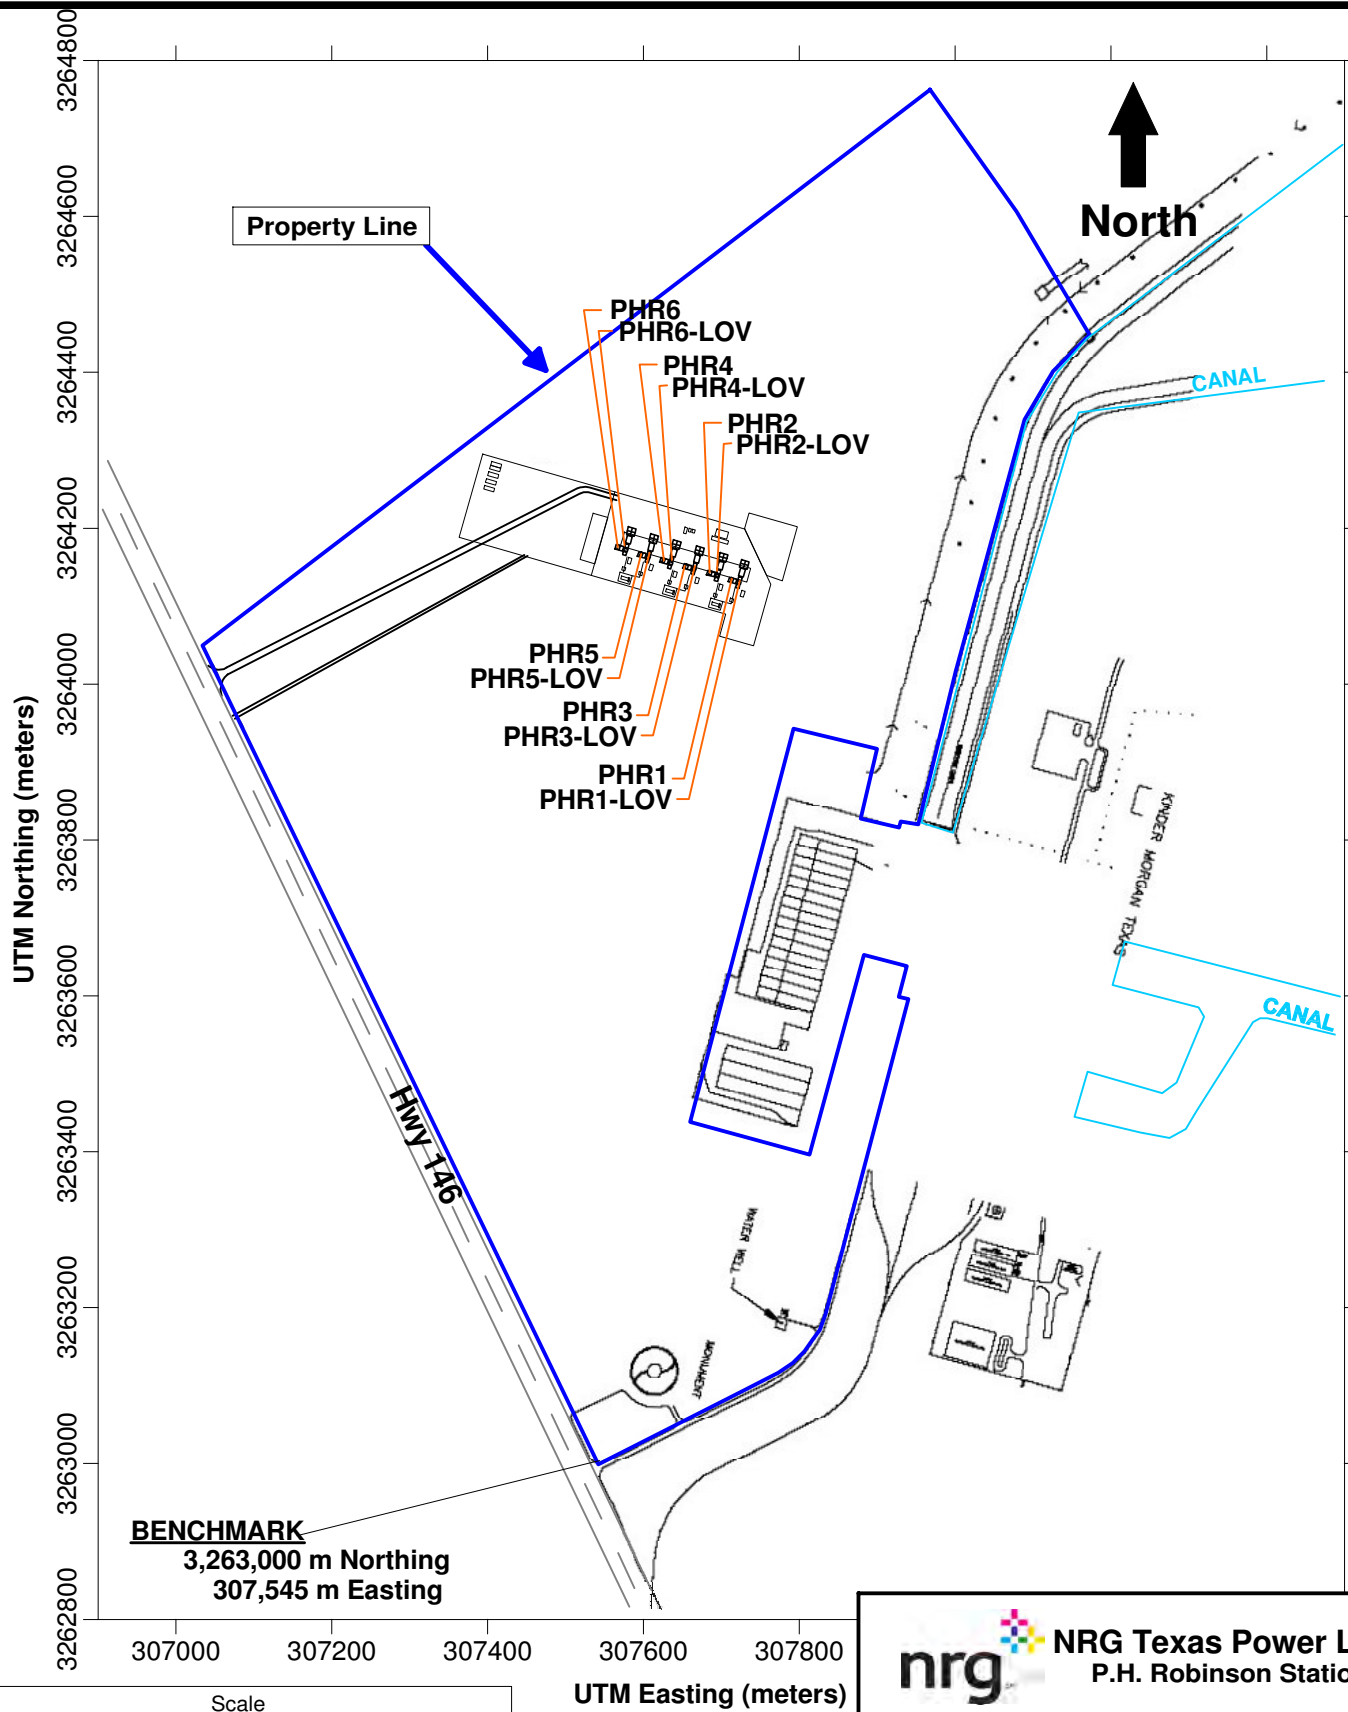 3264800
3264600
3264400
3264200
3264000
3263800
3263600
3263400
3263200
3263000
3262800
UTM Northing (meters)
North
Property Line
PHR6
PHR6-LOV
PHR4
PHR4-LOV
PHR2
PHR2-LOV
CANAL
PHR5
PHR5-LOV
PHR3
PHR3-LOV
PHR1
PHR1-LOV
KINDER MORGAN TEXAS
CANAL
Hwy 146
WATER WELL
MONUMENT
BENCHMARK
3,263,000 m Northing
307,545 m Easting
307000
307200
307400
307600
307800
UTM Easting (meters)
Scale
nrg
NRG Texas Power L
P.H. Robinson Statio